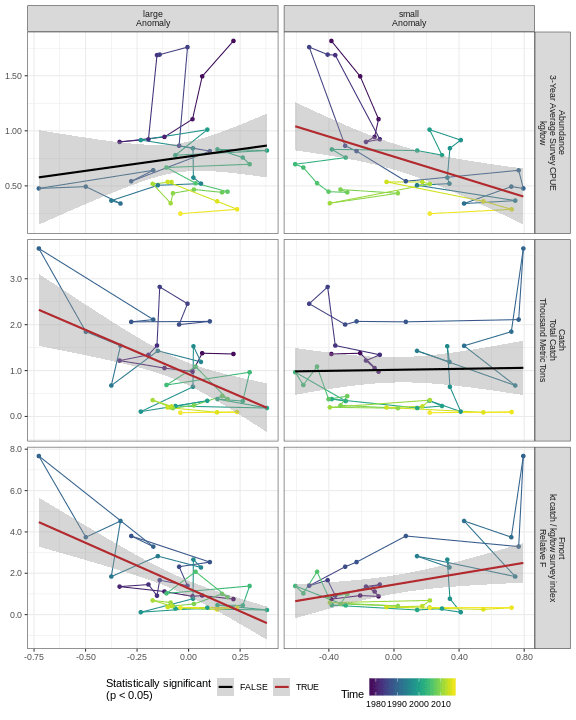 large
Anomaly
small
Anomaly
1.50
1.00
0.50
Abundance
3-Year Average Survey CPUE
kg/tow
3.0
2.0
1.0
0.0
Catch
Total Catch
Thousand Metric Tons
8.0
6.0
4.0
2.0
0.0
Fmort
kt catch / kg/tow survey index
Relative F
-0.75
-0.50
-0.25
0.00
0.25
-0.40
0.00
0.40
0.80
Statistically significant
(p < 0.05)
FALSE
TRUE
Time
1980 1990 2000 2010